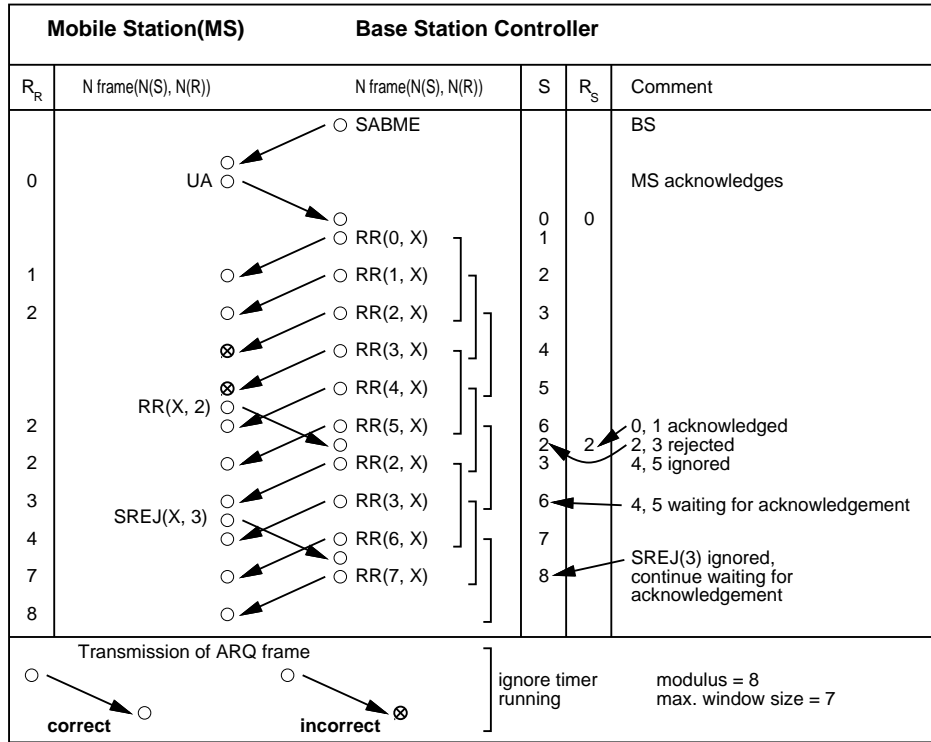 Mobile Station(MS) Base Station Controller
R_R N frame(N(S), N(R)) N frame(N(S), N(R)) S R_S Comment
SABME BS
0 UA MS acknowledges
0 0
RR(0, X) 1
1 RR(1, X) 2
2 RR(2, X) 3
RR(3, X) 4
RR(4, X) 5
RR(X, 2)
2 RR(5, X) 6 0, 1 acknowledged
2 2 2, 3 rejected
2 RR(2, X) 3 4, 5 ignored
3 RR(3, X) 6 4, 5 waiting for acknowledgement
SREJ(X, 3)
4 RR(6, X) 7
SREJ(3) ignored,
7 RR(7, X) 8 continue waiting for
acknowledgement
8
Transmission of ARQ frame
ignore timer modulus = 8
running max. window size = 7
correct incorrect